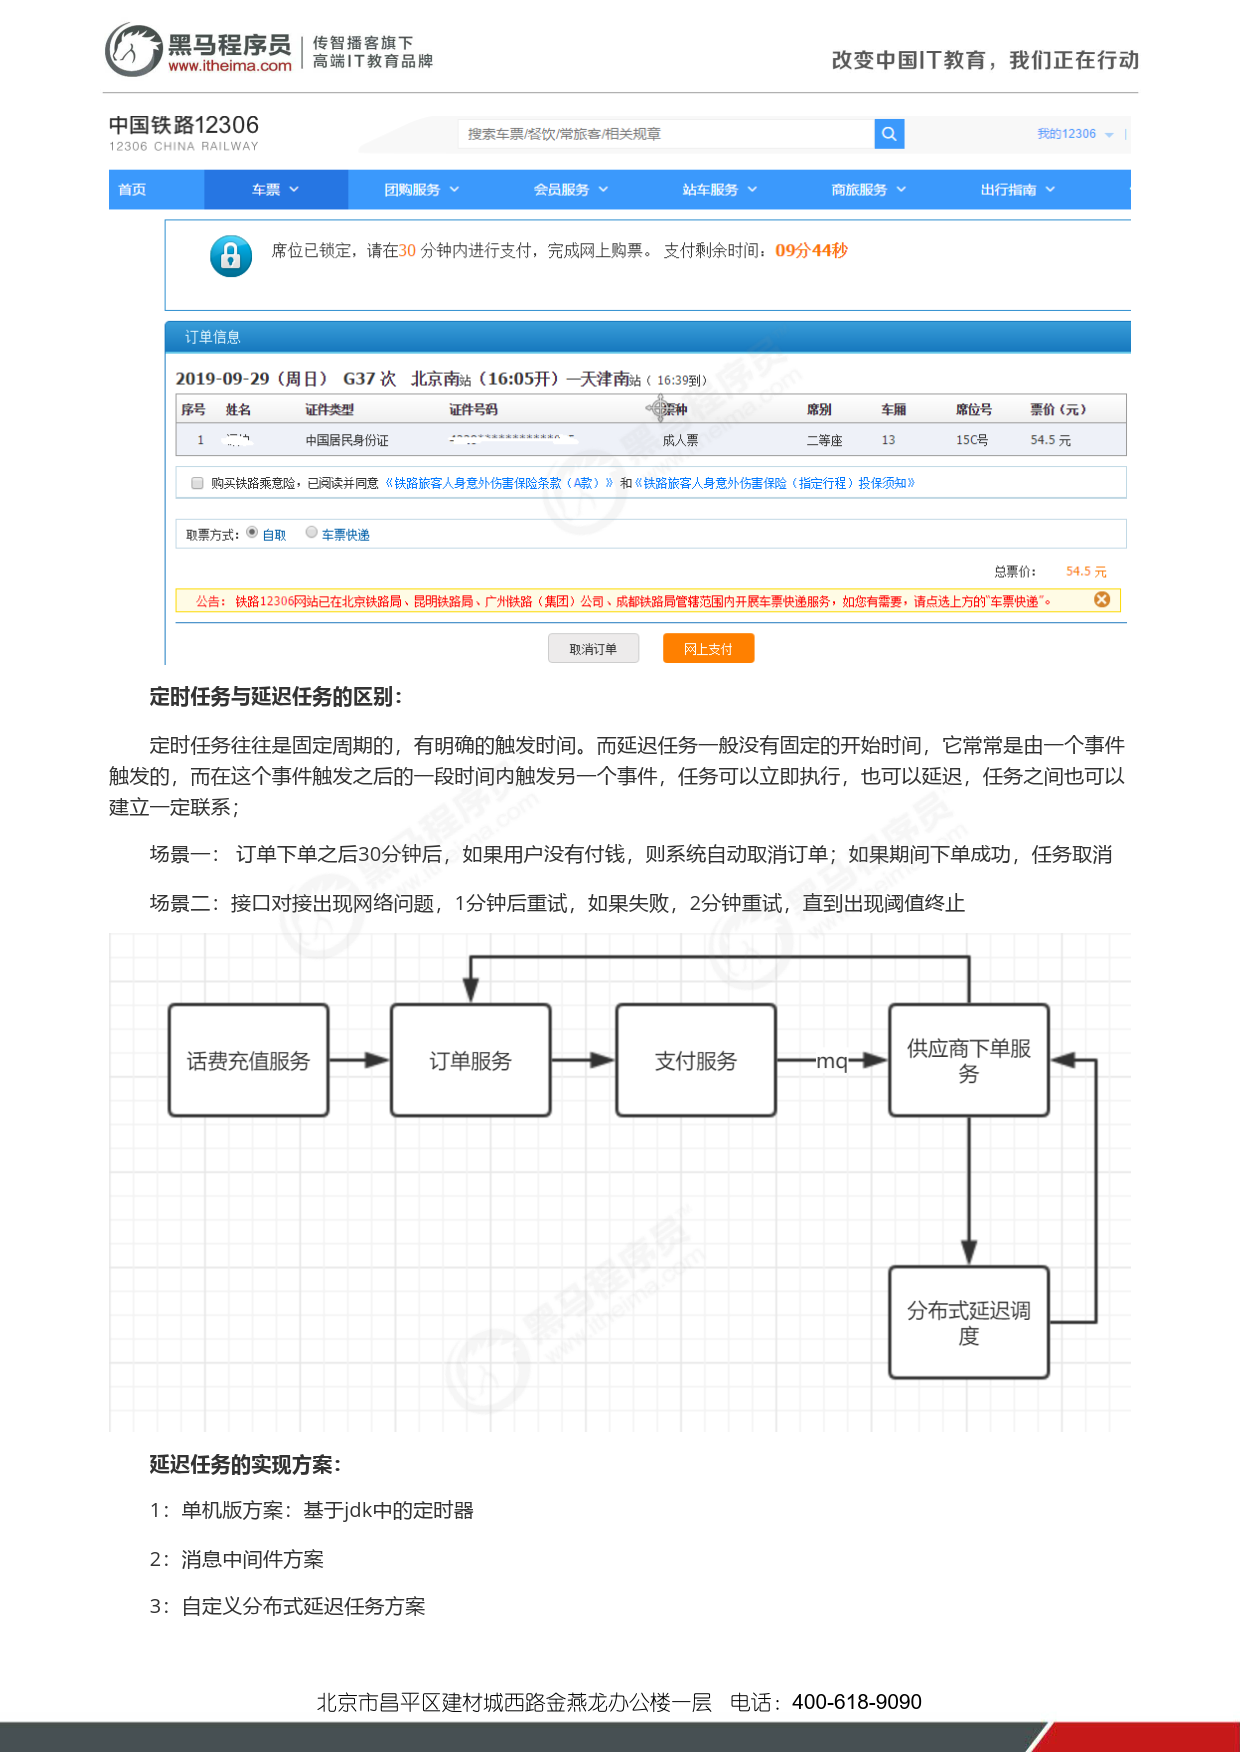 黑马程序员
www.itheima.com
传智播客旗下
高端IT教育品牌
改变中国IT教育，我们正在行动
中国铁路12306
12306 CHINA RAILWAY
搜索车票/餐饮/常旅客/相关规章
我的12306
首页 车票 团购服务 会员服务 站车服务 商旅服务 出行指南
席位已锁定，请在30 分钟内进行支付，完成网上购票。 支付剩余时间：09分44秒
订单信息
2019-09-29（周日） G37 次 北京南站（16:05开）—天津南站（ 16:39到）
序号 姓名 证件类型 证件号码 票种 席别 车厢 席位号 票价（元）
1 中国居民身份证 成人票 二等座 13 15C号 54.5 元
购买铁路乘意险，已阅读并同意 《铁路旅客人身意外伤害保险条款（A款）》 和《铁路旅客人身意外伤害保险（指定行程）投保须知》
取票方式： 自取 车票快递
总票价： 54.5 元
公告： 铁路12306网站已在北京铁路局、昆明铁路局、广州铁路（集团）公司、成都铁路局管辖范围内开展车票快递服务，如您有需要，请点选上方的“车票快递”。
取消订单 网上支付
定时任务与延迟任务的区别：
定时任务往往是固定周期的，有明确的触发时间。而延迟任务一般没有固定的开始时间，它常常是由一个事件
触发的，而在这个事件触发之后的一段时间内触发另一个事件，任务可以立即执行，也可以延迟，任务之间也可以
建立一定联系；
场景一： 订单下单之后30分钟后，如果用户没有付钱，则系统自动取消订单；如果期间下单成功，任务取消
场景二：接口对接出现网络问题，1分钟后重试，如果失败，2分钟重试，直到出现阈值终止
话费充值服务
订单服务
支付服务
mq
供应商下单服
务
分布式延迟调
度
延迟任务的实现方案：
1：单机版方案：基于jdk中的定时器
2：消息中间件方案
3：自定义分布式延迟任务方案
北京市昌平区建材城西路金燕龙办公楼一层 电话：400-618-9090